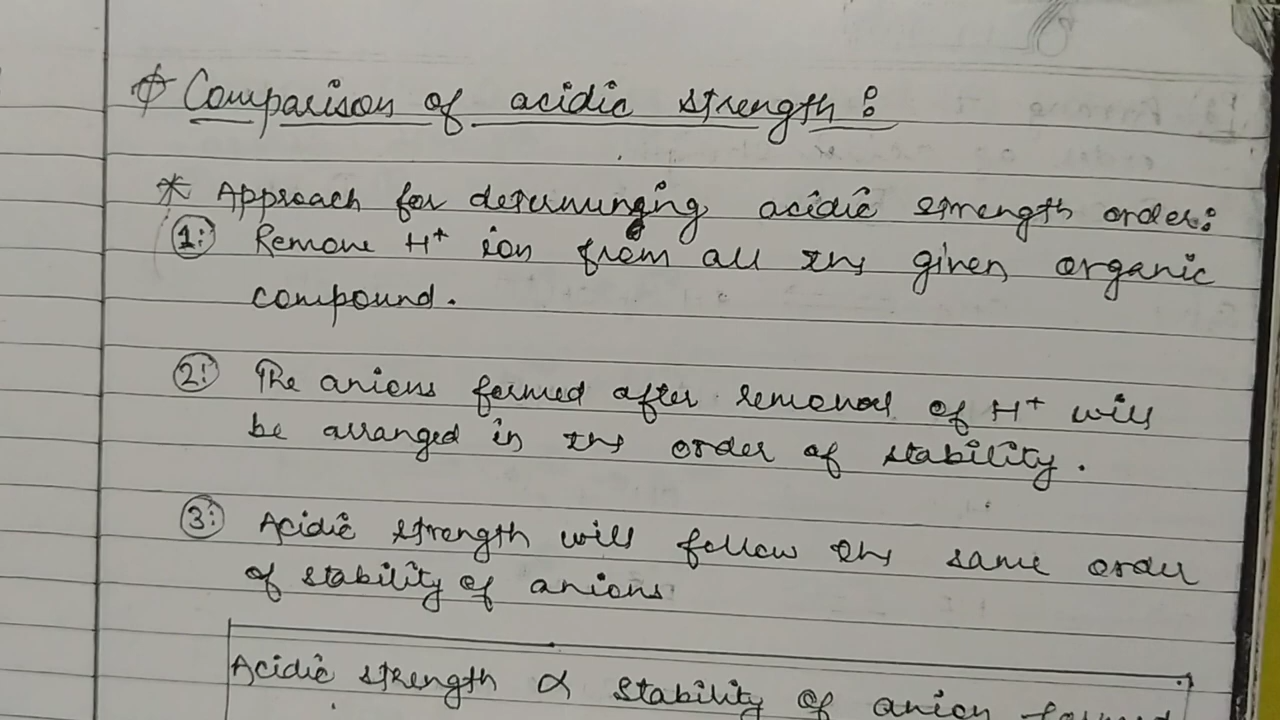 Comparison of acidic strength :
* Approach for determinging acidic strength order:
1: Remove H⁺ ion from all the given organic
compound.
2: The anions formed after removal of H⁺ will
be arranged in the order of stability.
3: Acidic strength will follow the same order
of stability of anions
Acidic strength ∝ Stability of anion formed